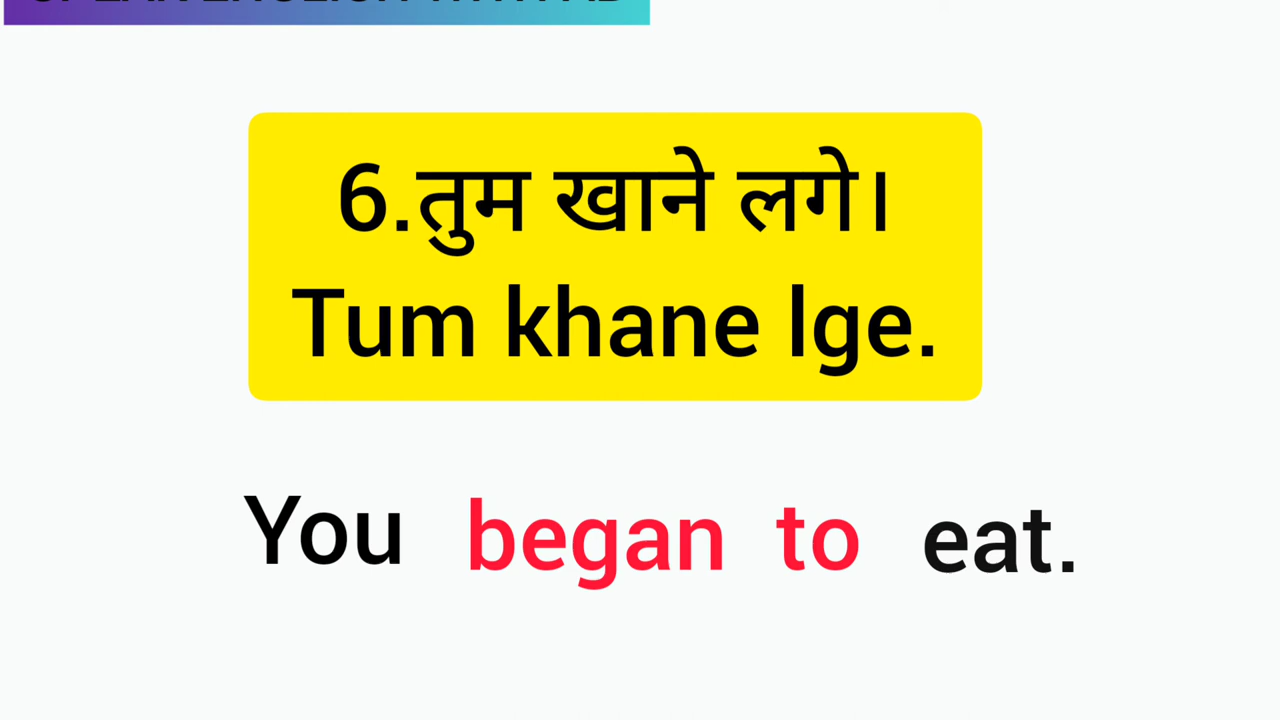 6.तुम खाने लगे।
Tum khane lge.
You began to eat.